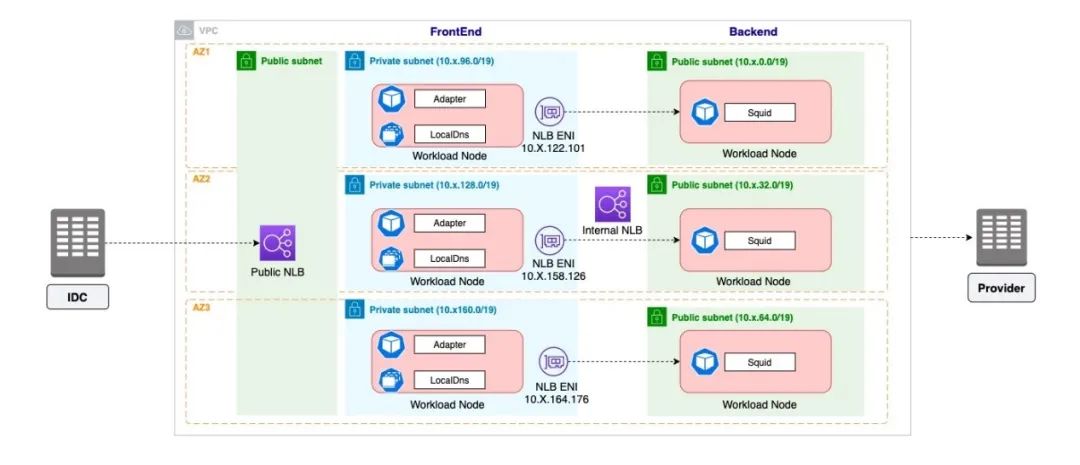 VPC
FrontEnd
Backend
AZ1
Public subnet
Private subnet (10.x.96.0/19)
Public subnet (10.x.0.0/19)
Adapter
LocalDns
Workload Node
NLB ENI
10.X.122.101
Squid
Workload Node
AZ2
Private subnet (10.x.128.0/19)
Public subnet (10.x.32.0/19)
Adapter
LocalDns
Workload Node
NLB ENI
10.X.158.126
Internal NLB
Squid
Workload Node
Public NLB
IDC
Provider
AZ3
Private subnet (10.x160.0/19)
Public subnet (10.x.64.0/19)
Adapter
LocalDns
Workload Node
NLB ENI
10.X.164.176
Squid
Workload Node